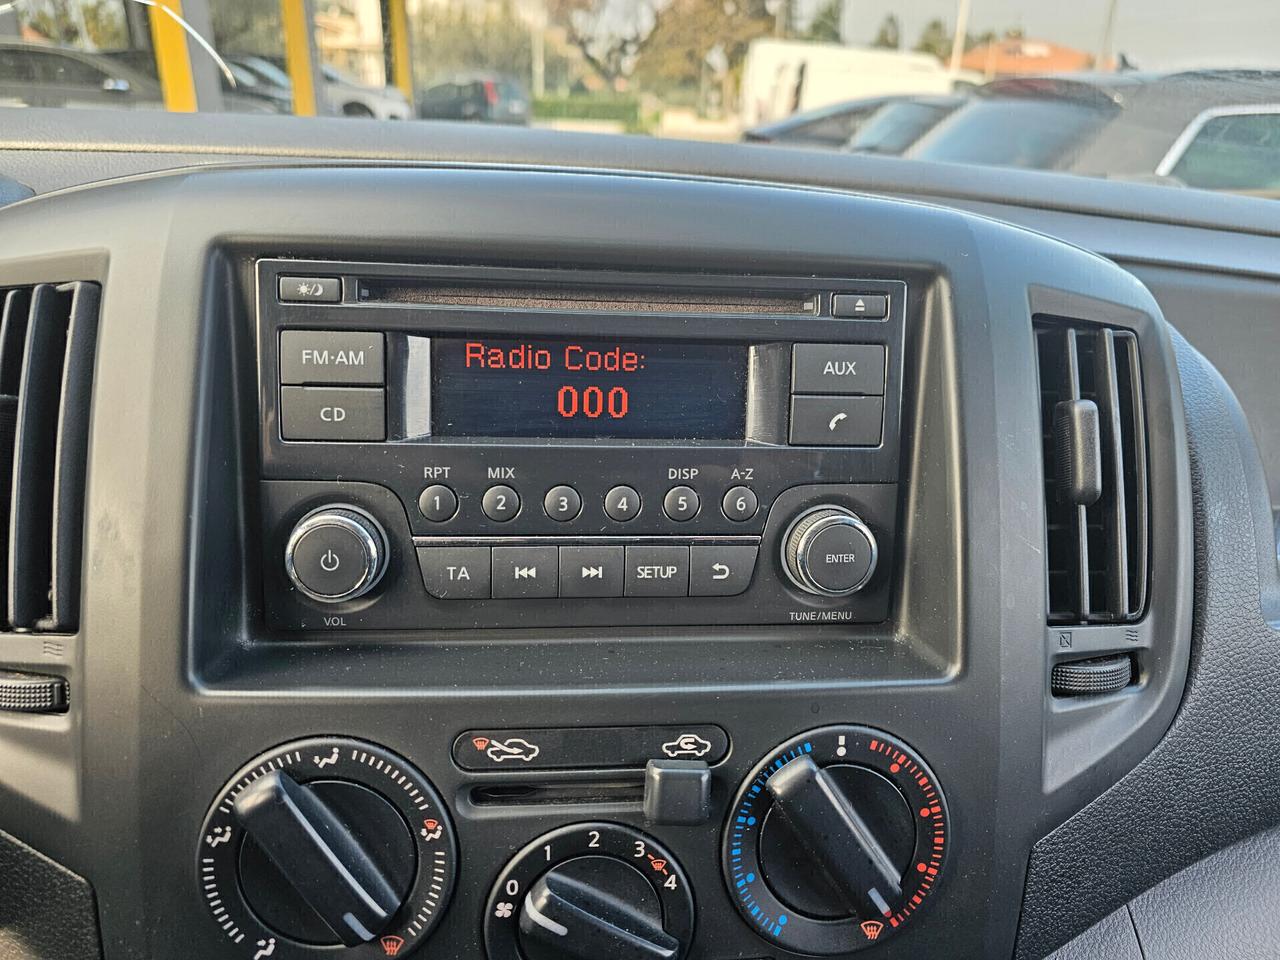 FM·AM
CD
Radio Code:
000
AUX
RPT
MIX
DISP
A-Z
1
2
3
4
5
6
TA
SETUP
ENTER
VOL
TUNE/MENU
0
1
2
3
4